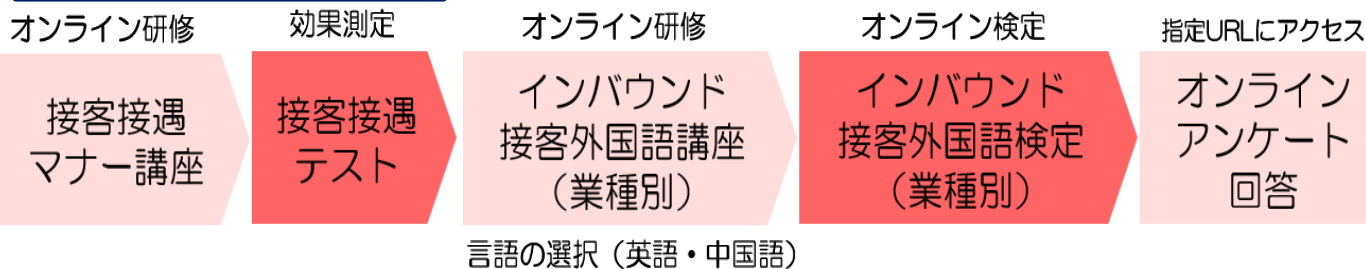 オンライン研修
接客接遇
マナー講座
効果測定
接客接遇
テスト
オンライン研修
インバウンド
接客外国語講座
（業種別）
言語の選択（英語・中国語）
オンライン検定
インバウンド
接客外国語検定
（業種別）
指定URLにアクセス
オンライン
アンケート
回答